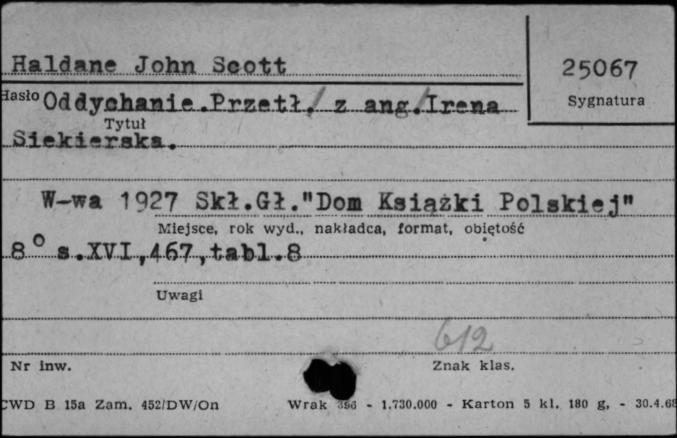 Haldane John Scott
25067
Sygnatura
Hasło Oddychanie.Przetł./ z ang./Irena
Tytuł
Siekierska.
W-wa 1927 Skł.Gł."Dom Książki Polskiej"
Miejsce, rok wyd., nakładca, format, objętość
8° s.XVI,467,tabl.8
Uwagi
612
Nr inw.
Znak klas.
CWD B 15a Zam. 452/DW/On
Wrak 396 - 1.730.000 - Karton 5 kl. 180 g, - 30.4.68